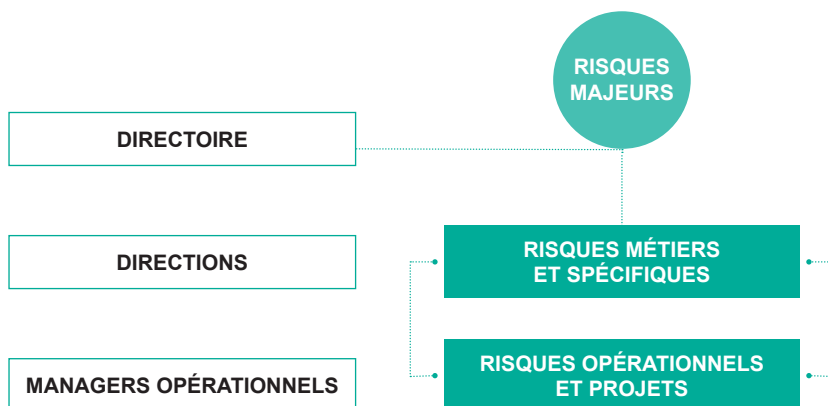 RISQUES
MAJEURS
DIRECTOIRE
DIRECTIONS
RISQUES MÉTIERS
ET SPÉCIFIQUES
MANAGERS OPÉRATIONNELS
RISQUES OPÉRATIONNELS
ET PROJETS